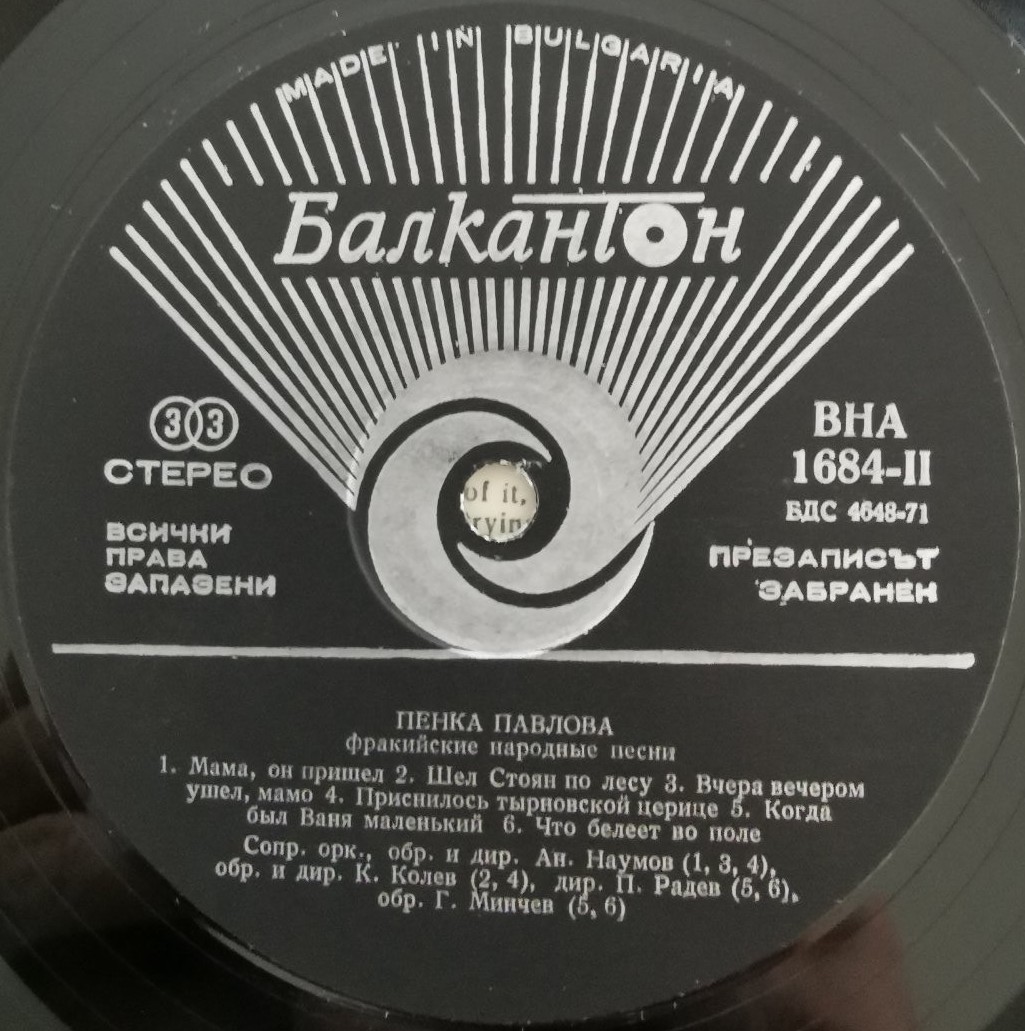 MADE IN BULGARIA
Балкантон
33
СТЕРЕО
ВСИЧКИ
ПРАВА
ЗАПАЗЕНИ
ВНА
1684-II
БДС 4648-71
ПРЕЗАПИСЪТ
ЗАБРАНЕН
of it,
ПЕНКА ПАВЛОВА
фракийские народные песни
1. Мама, он пришел 2. Шел Стоян по лесу 3. Вчера вечером
ушел, мамо 4. Приснилось тырновской церице 5. Когда
был Ваня маленький 6. Что белеет во поле
Сопр. орк., обр. и дир. Ан. Наумов (1, 3, 4),
обр. и дир. К. Колев (2, 4), дир. П. Радев (5, 6),
обр. Г. Минчев (5, 6)